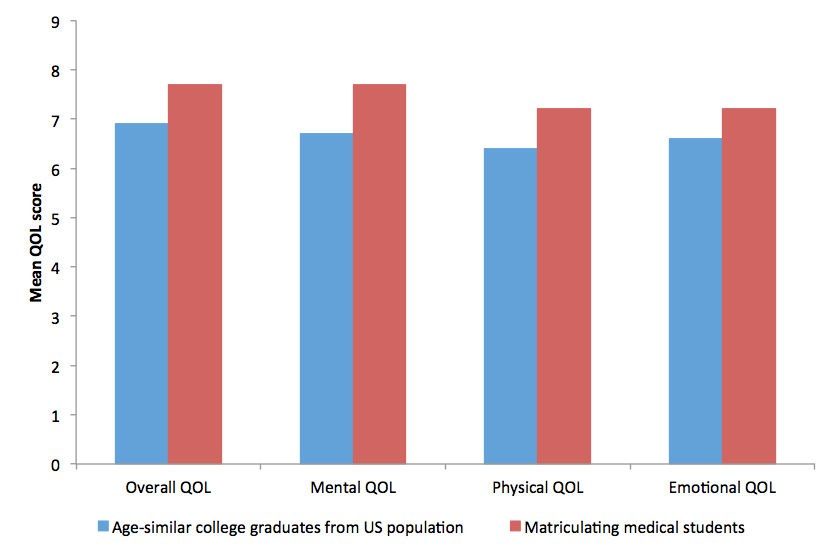 9
8
7
6
5
4
3
2
1
0
Mean QOL score
Overall QOL
Mental QOL
Physical QOL
Emotional QOL
Age-similar college graduates from US population
Matriculating medical students